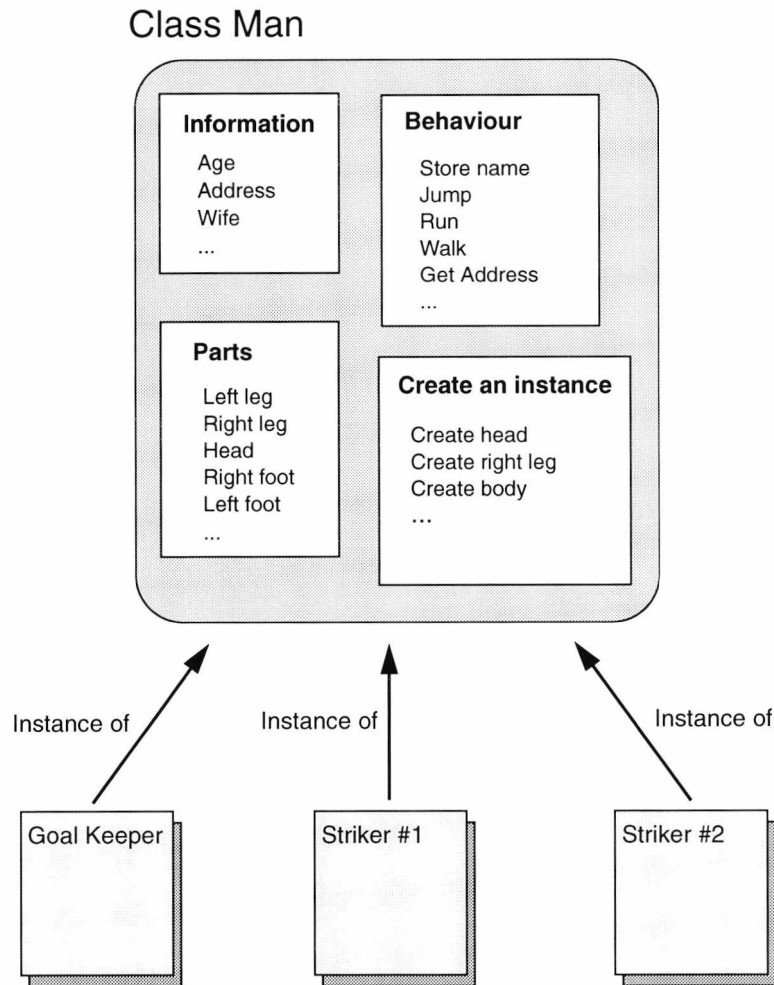 Class Man
Information
Age
Address
Wife
...
Behaviour
Store name
Jump
Run
Walk
Get Address
...
Parts
Left leg
Right leg
Head
Right foot
Left foot
...
Create an instance
Create head
Create right leg
Create body
...
Instance of
Instance of
Instance of
Goal Keeper
Striker #1
Striker #2